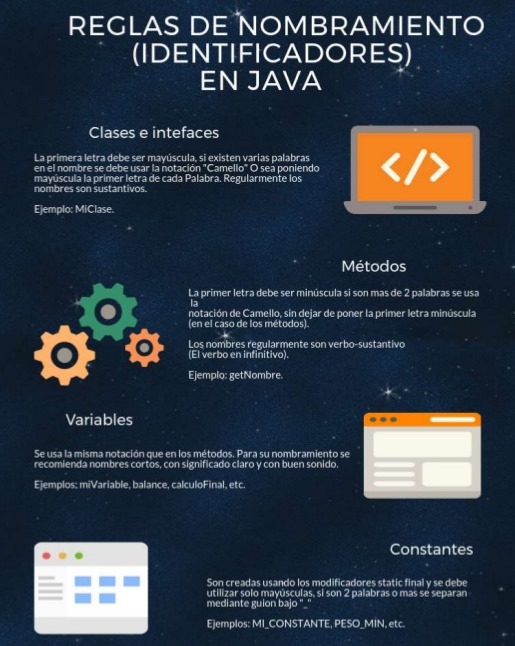 REGLAS DE NOMBRAMIENTO
(IDENTIFICADORES)
EN JAVA
Clases e intefaces
La primera letra debe ser mayúscula, si existen varias palabras
en el nombre se debe usar la notación "Camello" O sea poniendo
mayúscula la primer letra de cada Palabra. Regularmente los
nombres son sustantivos.
Ejemplo: MiClase.
</>
Métodos
La primer letra debe ser minúscula si son mas de 2 palabras se usa
la
notación de Camello, sin dejar de poner la primer letra minúscula
(en el caso de los métodos).
Los nombres regularmente son verbo-sustantivo
(El verbo en infinitivo).
Ejemplo: getNombre.
Variables
Se usa la misma notación que en los métodos. Para su nombramiento se
recomienda nombres cortos, con significado claro y con buen sonido.
Ejemplos: miVariable, balance, calculoFinal, etc.
Constantes
Son creadas usando los modificadores static final y se debe
utilizar solo mayúsculas, si son 2 palabras o mas se separan
mediante guion bajo "_"
Ejemplos: MI_CONSTANTE, PESO_MIN, etc.